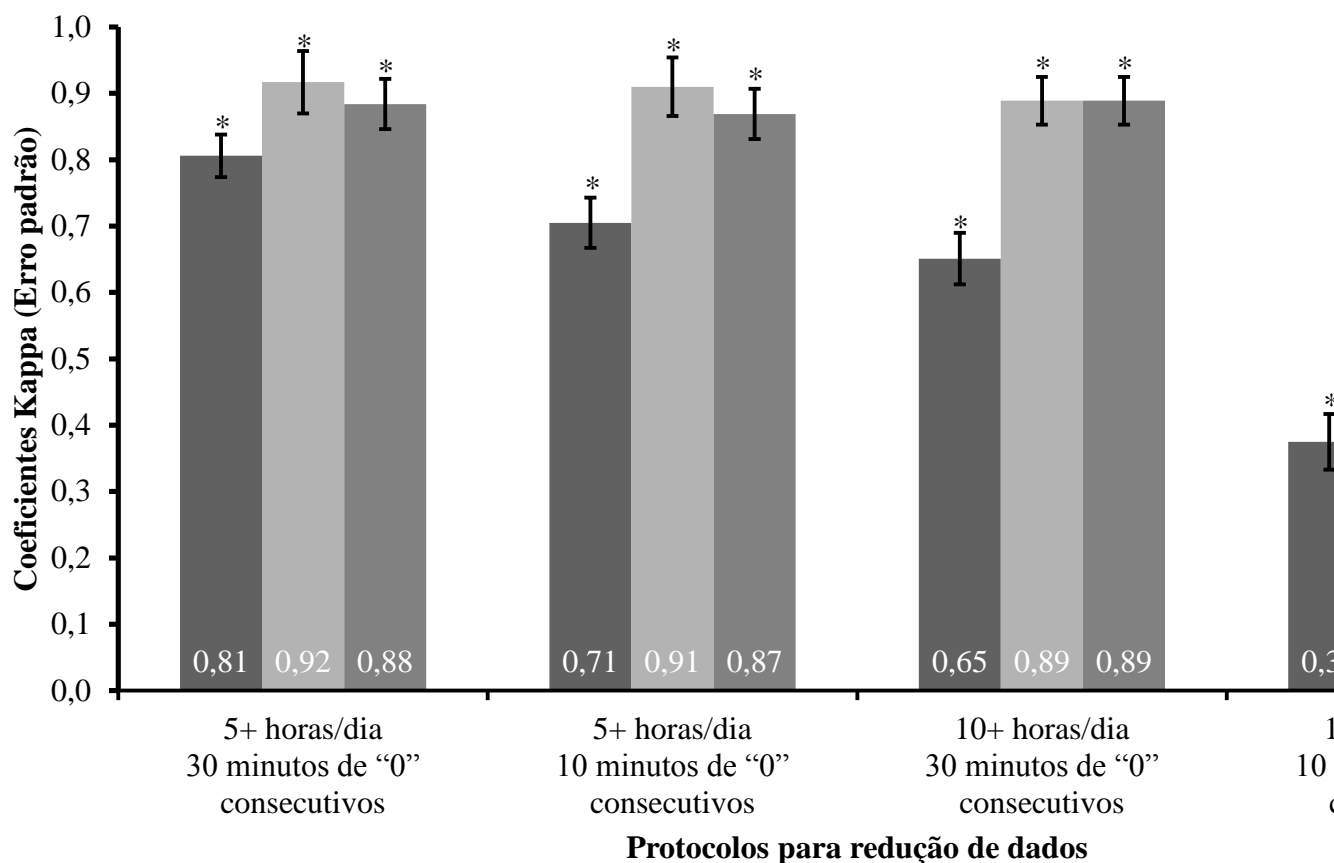 Coeficientes Kappa (Erro padrão)
1,0
0,9
0,8
0,7
0,6
0,5
0,4
0,3
0,2
0,1
0,0
* * *
* * *
* * *
*
0,81 0,92 0,88
0,71 0,91 0,87
0,65 0,89 0,89
5+ horas/dia
30 minutos de “0”
consecutivos
5+ horas/dia
10 minutos de “0”
consecutivos
10+ horas/dia
30 minutos de “0”
consecutivos
10
Protocolos para redução de dados